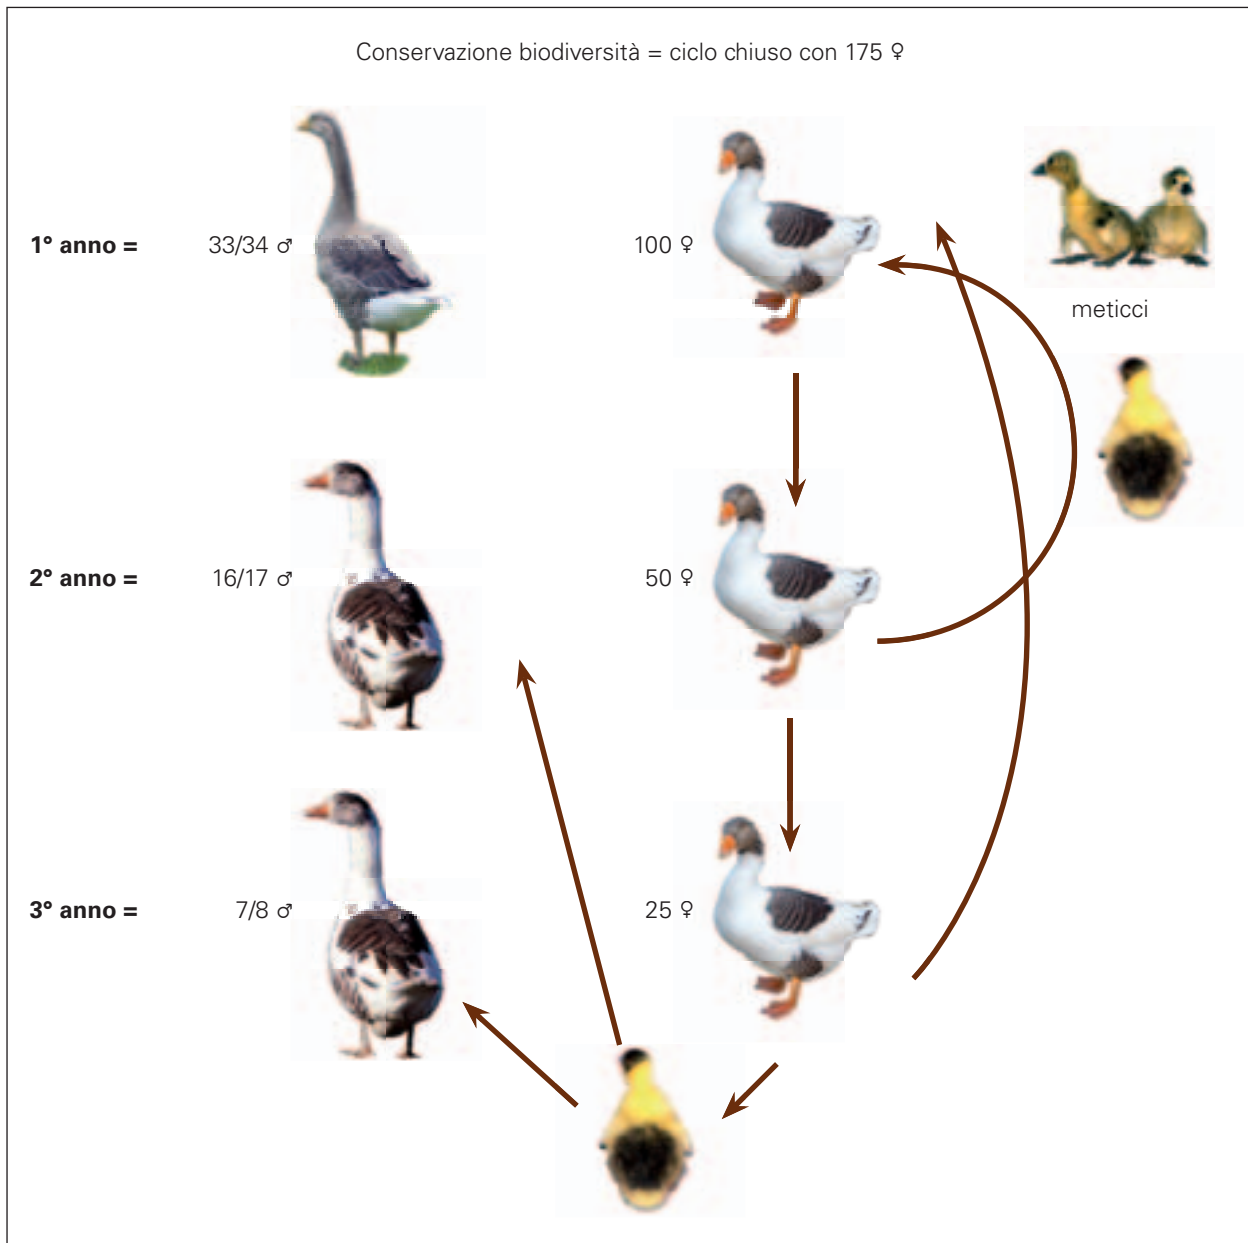 Conservazione biodiversità = ciclo chiuso con 175 ♀
1° anno = 33/34 ♂ 100 ♀
meticci
2° anno = 16/17 ♂ 50 ♀
3° anno = 7/8 ♂ 25 ♀